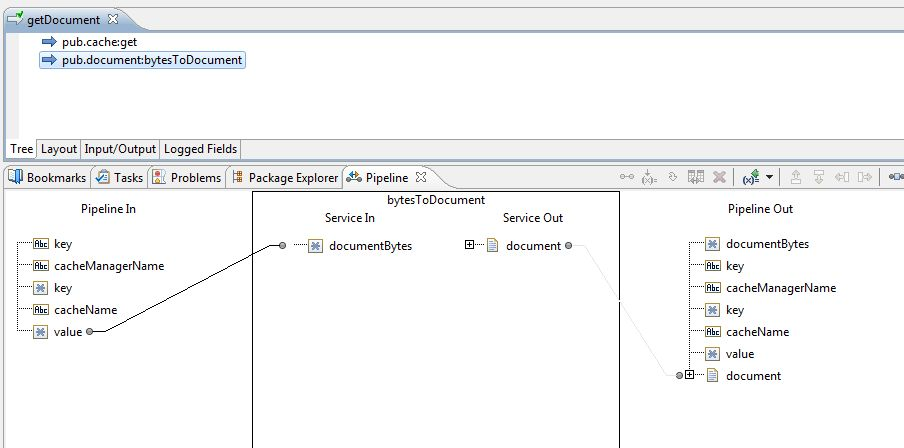 getDocument
pub.cache:get
pub.document:bytesToDocument
Tree Layout Input/Output Logged Fields
Bookmarks Tasks Problems Package Explorer Pipeline
bytesToDocument
Pipeline In Service In Service Out Pipeline Out
Abc key documentBytes document documentBytes
Abc cacheManagerName Abc key
key Abc cacheManagerName
Abc cacheName key
value Abc cacheName
value
document